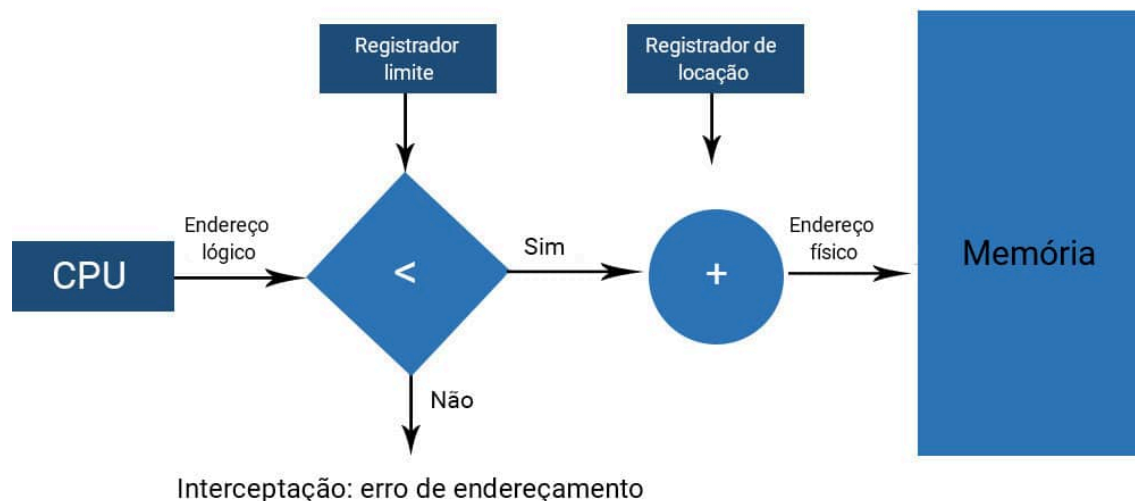 Registrador
limite
Registrador de
locação
CPU
Endereço
lógico
<
Sim
+
Endereço
físico
Memória
Não
Interceptação: erro de endereçamento